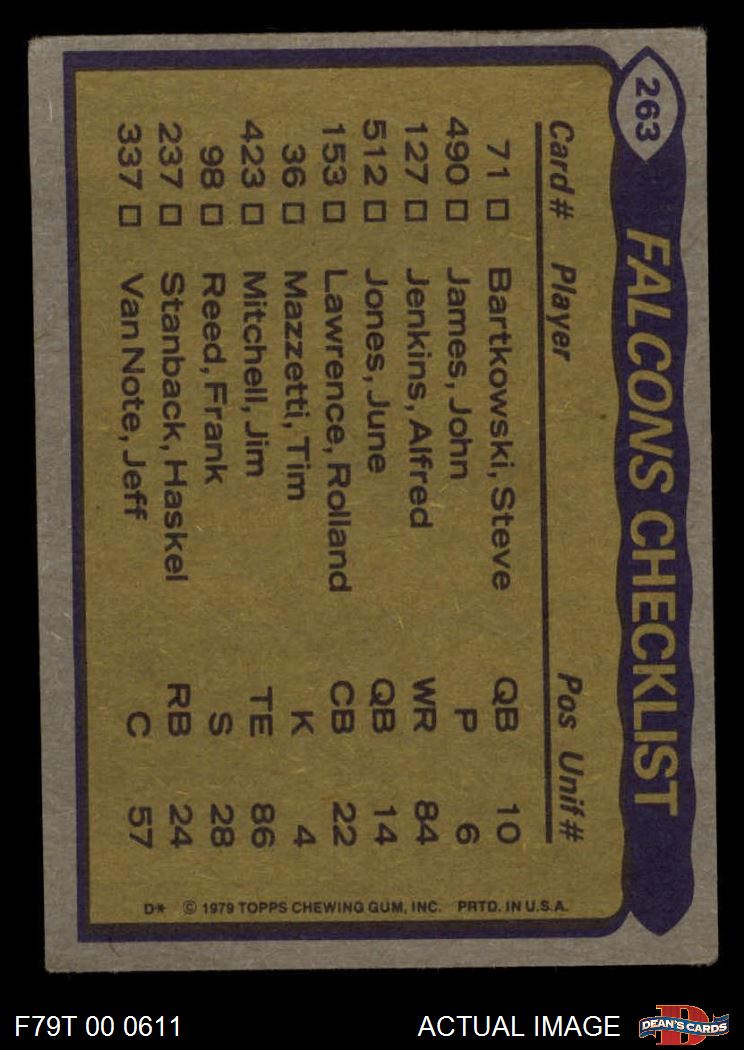 263
FALCONS CHECKLIST
Card# Player Pos Unif#
71 □ Bartkowski, Steve QB 10
490 □ James, John P 6
127 □ Jenkins, Alfred WR 84
512 □ Jones, June QB 14
153 □ Lawrence, Rolland CB 22
36 □ Mazzetti, Tim K 4
423 □ Mitchell, Jim TE 86
98 □ Reed, Frank S 28
237 □ Stanback, Haskel RB 24
337 □ Van Note, Jeff C 57
D* © 1979 TOPPS CHEWING GUM, INC. PRTD. IN U.S.A.
F79T 00 0611 ACTUAL IMAGE
DEAN'S CARDS